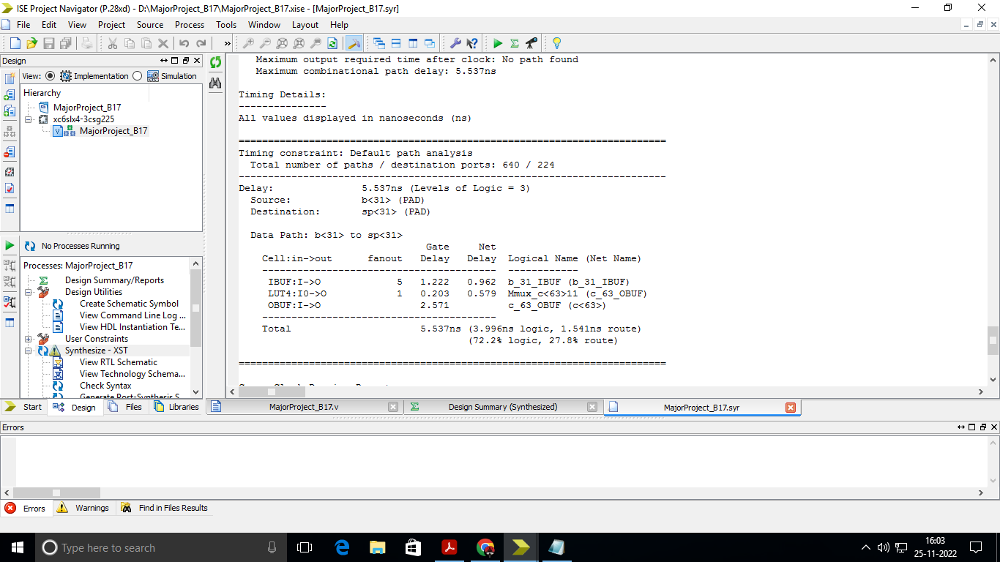 ISE Project Navigator (P.28xd) - D:\MajorProject_B17\MajorProject_B17.xise - [MajorProject_B17.syr]
File Edit View Project Source Process Tools Window Layout Help
»
Design
View: Implementation Simulation
Hierarchy
MajorProject_B17
xc6slx4-3csg225
V MajorProject_B17
No Processes Running
Processes: MajorProject_B17
Design Summary/Reports
Design Utilities
Create Schematic Symbol
View Command Line Log ...
View HDL Instantiation Te...
User Constraints
Synthesize - XST
View RTL Schematic
View Technology Schema...
Check Syntax
Generate Post-Synthesis S
Start Design Files Libraries
Maximum output required time after clock: No path found
Maximum combinational path delay: 5.537ns
Timing Details:
---------------
All values displayed in nanoseconds (ns)
=========================================================================
Timing constraint: Default path analysis
Total number of paths / destination ports: 640 / 224
-------------------------------------------------------------------------
Delay: 5.537ns (Levels of Logic = 3)
Source: b<31> (PAD)
Destination: sp<31> (PAD)
Data Path: b<31> to sp<31>
Gate Net
Cell:in->out fanout Delay Delay Logical Name (Net Name)
---------------------------------------- ------------
IBUF:I->O 5 1.222 0.962 b_31_IBUF (b_31_IBUF)
LUT4:I0->O 1 0.203 0.579 Mmux_c<63>11 (c_63_OBUF)
OBUF:I->O 2.571 c_63_OBUF (c<63>)
----------------------------------------
Total 5.537ns (3.996ns logic, 1.541ns route)
(72.2% logic, 27.8% route)
=========================================================================
MajorProject_B17.v Design Summary (Synthesized) MajorProject_B17.syr
Errors
Errors Warnings Find in Files Results
Type here to search
16:03
25-11-2022